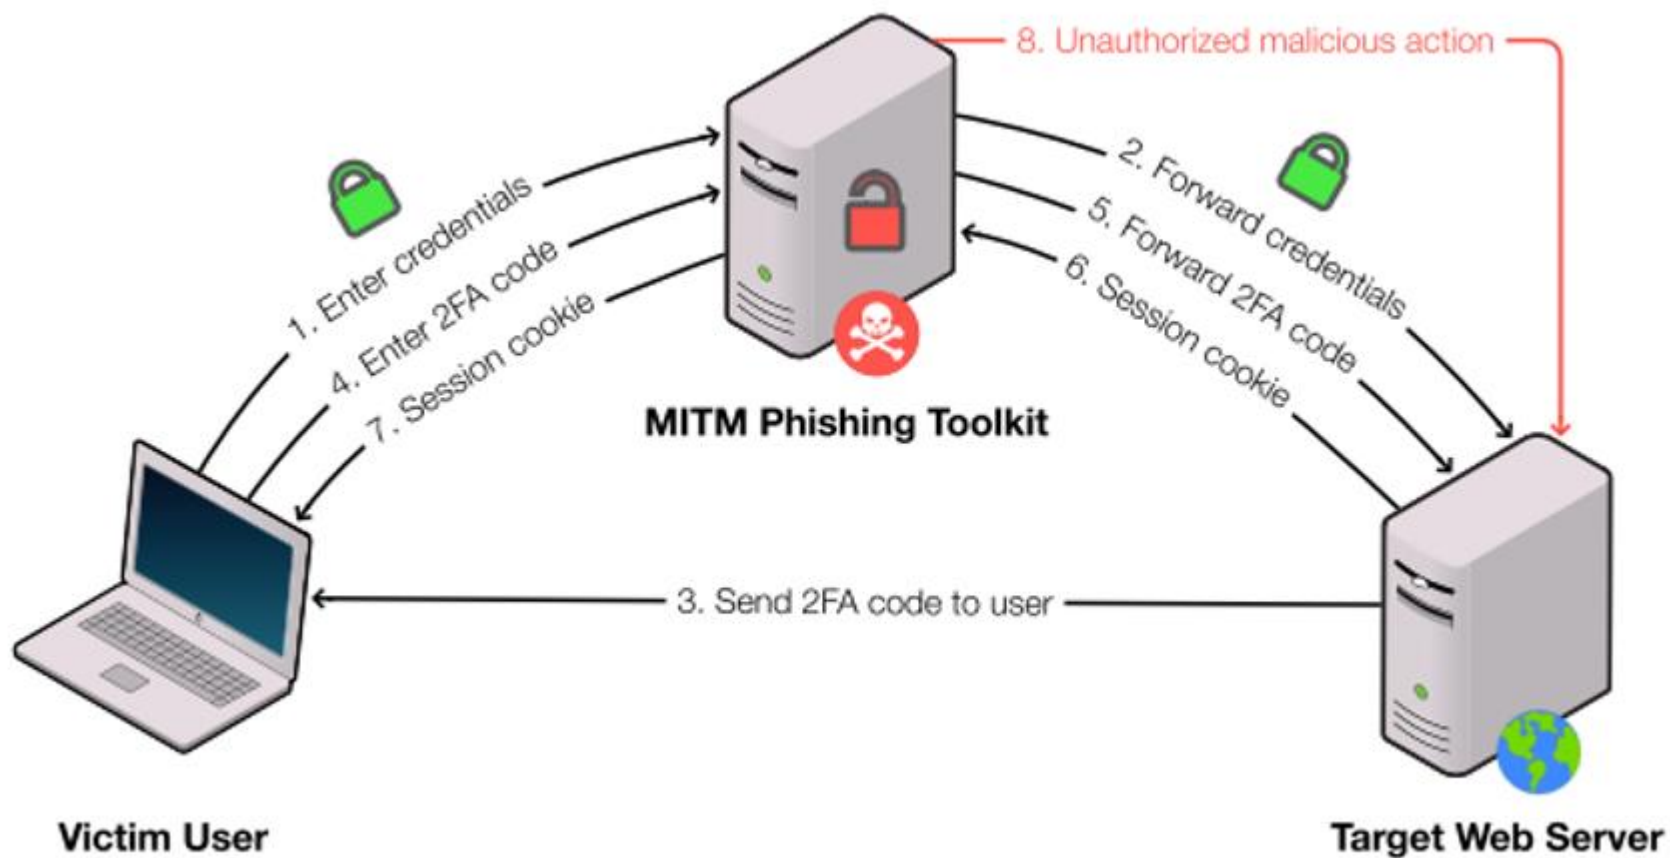 8. Unauthorized malicious action
1. Enter credentials
2. Forward credentials
4. Enter 2FA code
5. Forward 2FA code
7. Session cookie
6. Session cookie
MITM Phishing Toolkit
3. Send 2FA code to user
Victim User
Target Web Server